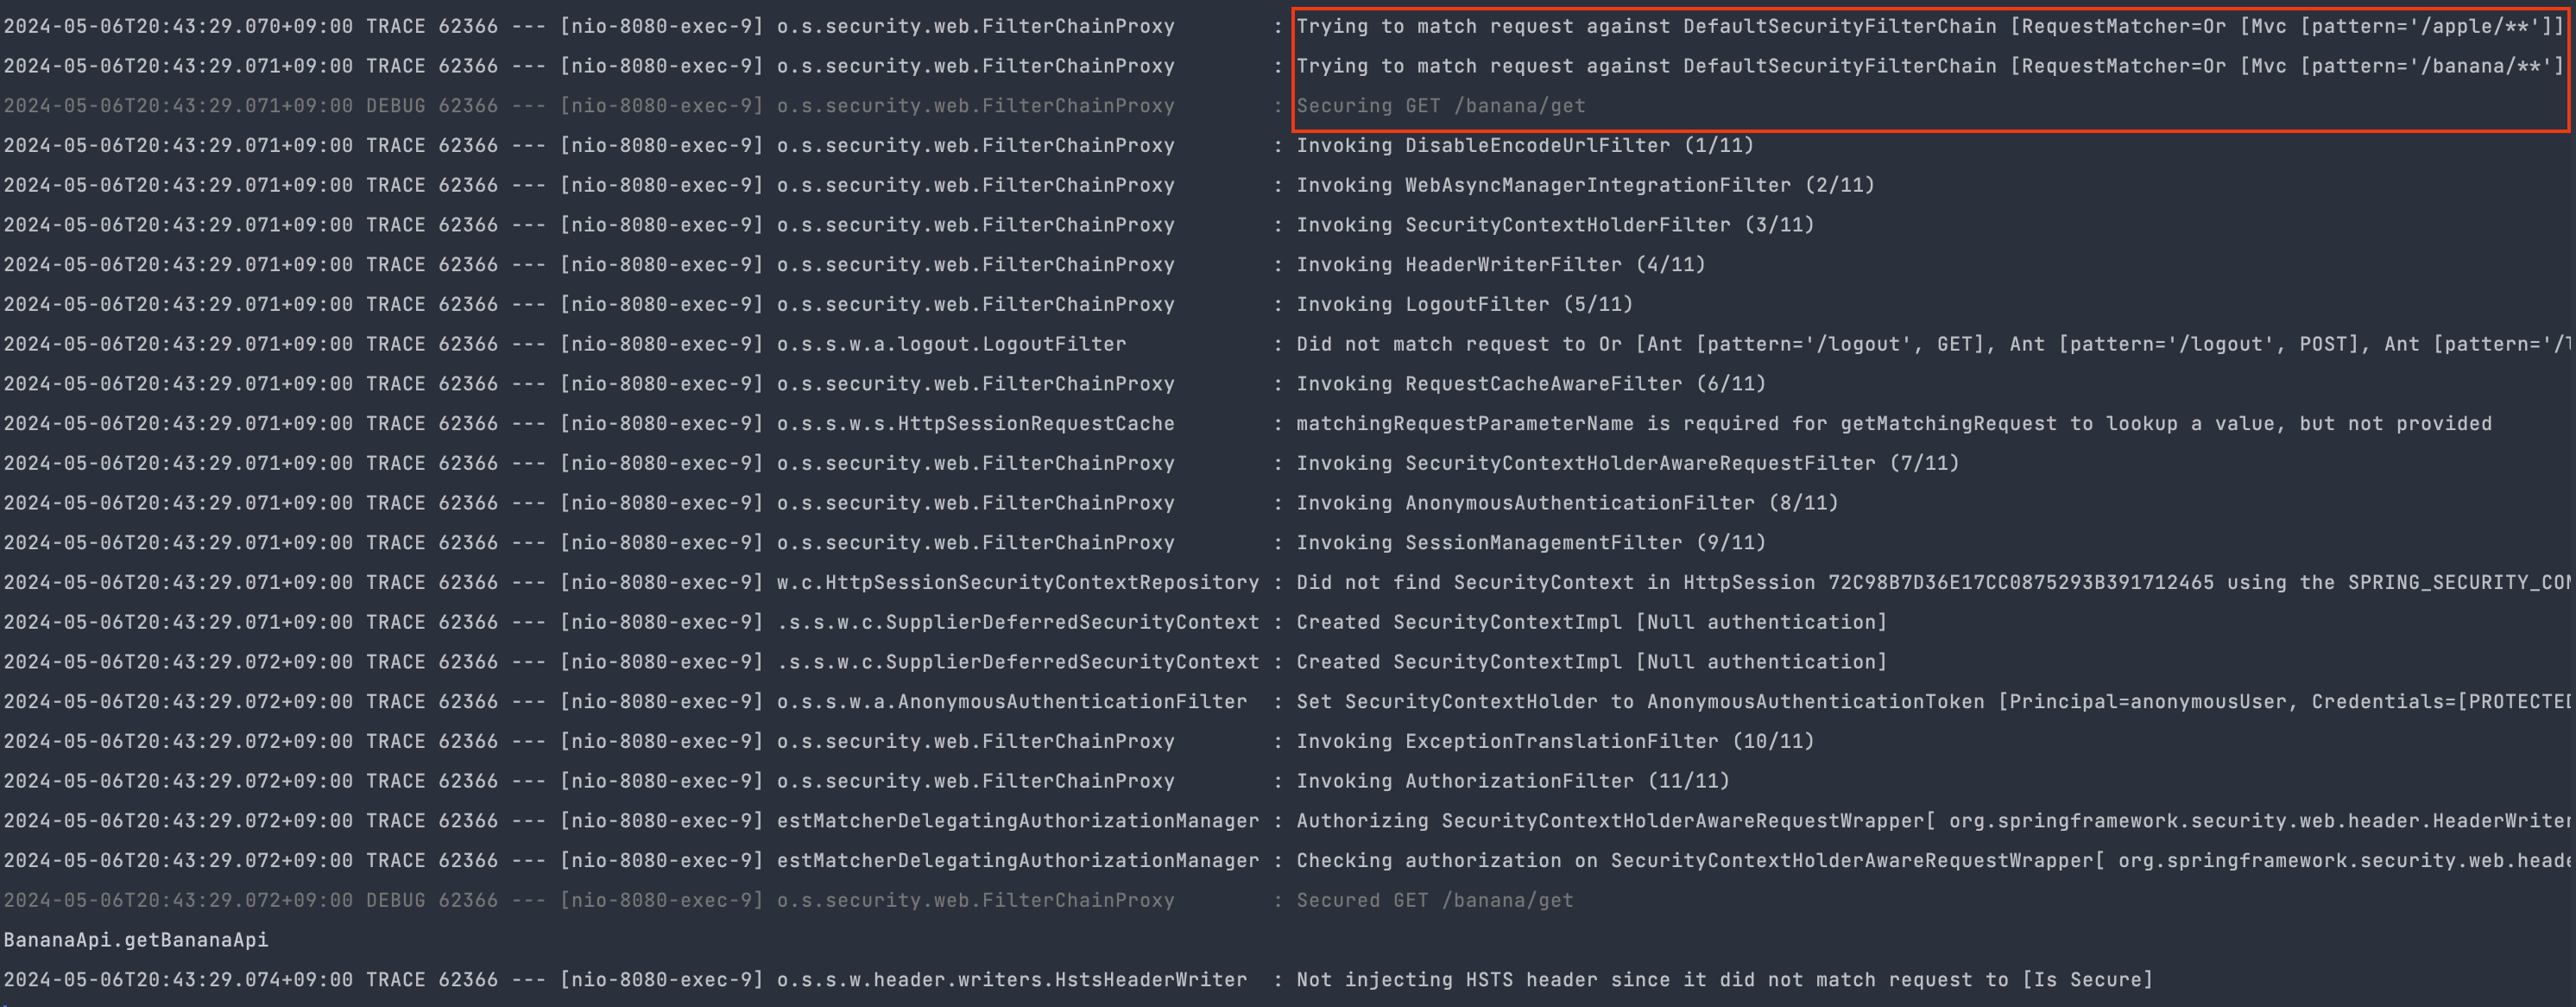 2024-05-06T20:43:29.070+09:00 TRACE 62366 --- [nio-8080-exec-9] o.s.security.web.FilterChainProxy        : Trying to match request against DefaultSecurityFilterChain [RequestMatcher=Or [Mvc [pattern='/apple/**']]
2024-05-06T20:43:29.071+09:00 TRACE 62366 --- [nio-8080-exec-9] o.s.security.web.FilterChainProxy        : Trying to match request against DefaultSecurityFilterChain [RequestMatcher=Or [Mvc [pattern='/banana/**']
2024-05-06T20:43:29.071+09:00 DEBUG 62366 --- [nio-8080-exec-9] o.s.security.web.FilterChainProxy        : Securing GET /banana/get
2024-05-06T20:43:29.071+09:00 TRACE 62366 --- [nio-8080-exec-9] o.s.security.web.FilterChainProxy        : Invoking DisableEncodeUrlFilter (1/11)
2024-05-06T20:43:29.071+09:00 TRACE 62366 --- [nio-8080-exec-9] o.s.security.web.FilterChainProxy        : Invoking WebAsyncManagerIntegrationFilter (2/11)
2024-05-06T20:43:29.071+09:00 TRACE 62366 --- [nio-8080-exec-9] o.s.security.web.FilterChainProxy        : Invoking SecurityContextHolderFilter (3/11)
2024-05-06T20:43:29.071+09:00 TRACE 62366 --- [nio-8080-exec-9] o.s.security.web.FilterChainProxy        : Invoking HeaderWriterFilter (4/11)
2024-05-06T20:43:29.071+09:00 TRACE 62366 --- [nio-8080-exec-9] o.s.security.web.FilterChainProxy        : Invoking LogoutFilter (5/11)
2024-05-06T20:43:29.071+09:00 TRACE 62366 --- [nio-8080-exec-9] o.s.s.w.a.logout.LogoutFilter            : Did not match request to Or [Ant [pattern='/logout', GET], Ant [pattern='/logout', POST], Ant [pattern='/l
2024-05-06T20:43:29.071+09:00 TRACE 62366 --- [nio-8080-exec-9] o.s.security.web.FilterChainProxy        : Invoking RequestCacheAwareFilter (6/11)
2024-05-06T20:43:29.071+09:00 TRACE 62366 --- [nio-8080-exec-9] o.s.s.w.s.HttpSessionRequestCache        : matchingRequestParameterName is required for getMatchingRequest to lookup a value, but not provided
2024-05-06T20:43:29.071+09:00 TRACE 62366 --- [nio-8080-exec-9] o.s.security.web.FilterChainProxy        : Invoking SecurityContextHolderAwareRequestFilter (7/11)
2024-05-06T20:43:29.071+09:00 TRACE 62366 --- [nio-8080-exec-9] o.s.security.web.FilterChainProxy        : Invoking AnonymousAuthenticationFilter (8/11)
2024-05-06T20:43:29.071+09:00 TRACE 62366 --- [nio-8080-exec-9] o.s.security.web.FilterChainProxy        : Invoking SessionManagementFilter (9/11)
2024-05-06T20:43:29.071+09:00 TRACE 62366 --- [nio-8080-exec-9] w.c.HttpSessionSecurityContextRepository : Did not find SecurityContext in HttpSession 72C98B7D36E17CC0875293B391712465 using the SPRING_SECURITY_CON
2024-05-06T20:43:29.071+09:00 TRACE 62366 --- [nio-8080-exec-9] .s.s.w.c.SupplierDeferredSecurityContext : Created SecurityContextImpl [Null authentication]
2024-05-06T20:43:29.072+09:00 TRACE 62366 --- [nio-8080-exec-9] .s.s.w.c.SupplierDeferredSecurityContext : Created SecurityContextImpl [Null authentication]
2024-05-06T20:43:29.072+09:00 TRACE 62366 --- [nio-8080-exec-9] o.s.s.w.a.AnonymousAuthenticationFilter  : Set SecurityContextHolder to AnonymousAuthenticationToken [Principal=anonymousUser, Credentials=[PROTECTED
2024-05-06T20:43:29.072+09:00 TRACE 62366 --- [nio-8080-exec-9] o.s.security.web.FilterChainProxy        : Invoking ExceptionTranslationFilter (10/11)
2024-05-06T20:43:29.072+09:00 TRACE 62366 --- [nio-8080-exec-9] o.s.security.web.FilterChainProxy        : Invoking AuthorizationFilter (11/11)
2024-05-06T20:43:29.072+09:00 TRACE 62366 --- [nio-8080-exec-9] estMatcherDelegatingAuthorizationManager : Authorizing SecurityContextHolderAwareRequestWrapper[ org.springframework.security.web.header.HeaderWriter
2024-05-06T20:43:29.072+09:00 TRACE 62366 --- [nio-8080-exec-9] estMatcherDelegatingAuthorizationManager : Checking authorization on SecurityContextHolderAwareRequestWrapper[ org.springframework.security.web.heade
2024-05-06T20:43:29.072+09:00 DEBUG 62366 --- [nio-8080-exec-9] o.s.security.web.FilterChainProxy        : Secured GET /banana/get
BananaApi.getBananaApi
2024-05-06T20:43:29.074+09:00 TRACE 62366 --- [nio-8080-exec-9] o.s.s.w.header.writers.HstsHeaderWriter  : Not injecting HSTS header since it did not match request to [Is Secure]